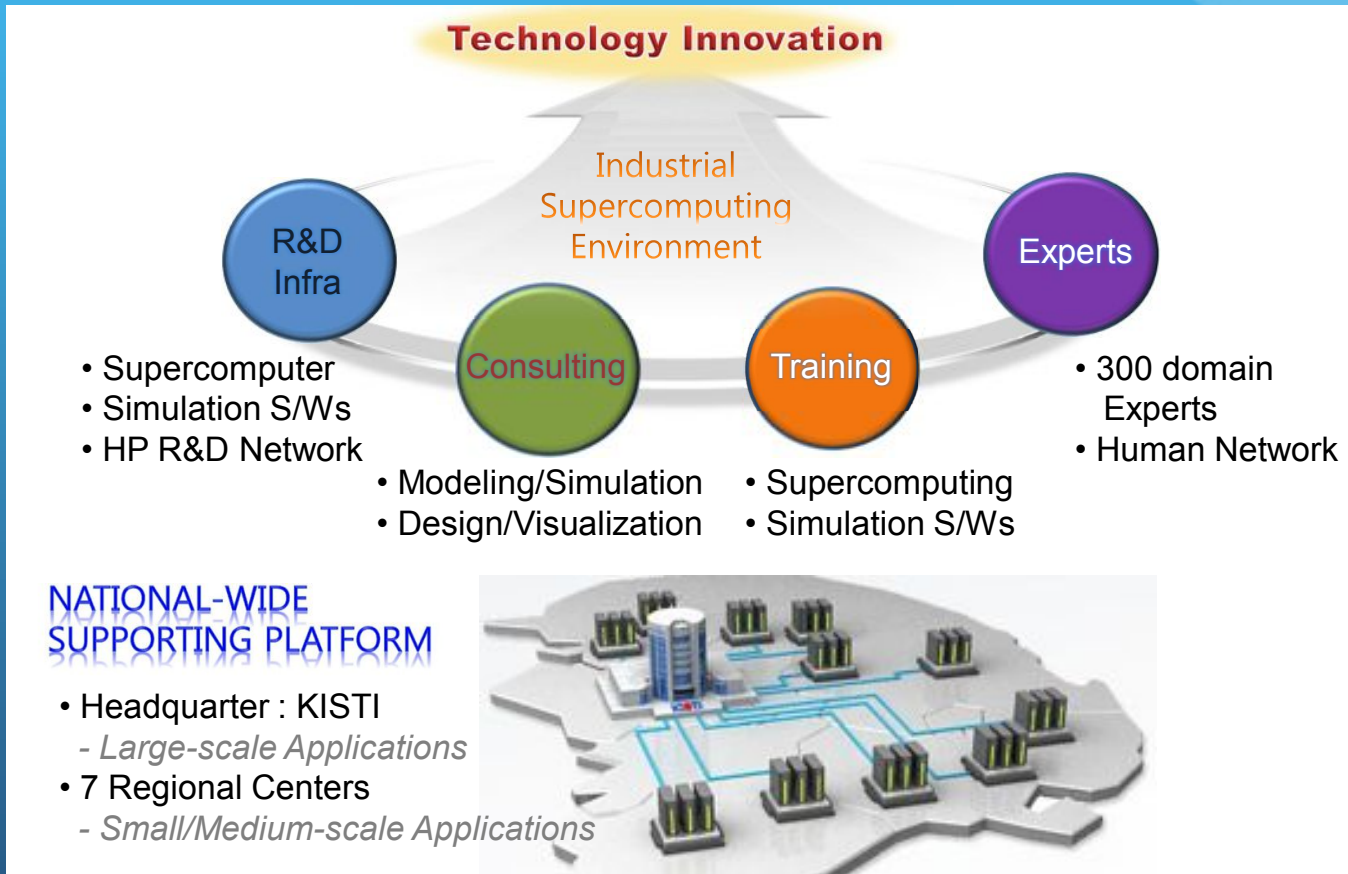 Technology Innovation
Industrial
Supercomputing
Environment
R&D
Infra
Experts
Consulting
Training
• Supercomputer
• Simulation S/Ws
• HP R&D Network
• Modeling/Simulation
• Design/Visualization
• Supercomputing
• Simulation S/Ws
• 300 domain
Experts
• Human Network
NATIONAL-WIDE
SUPPORTING PLATFORM
• Headquarter : KISTI
- Large-scale Applications
• 7 Regional Centers
- Small/Medium-scale Applications